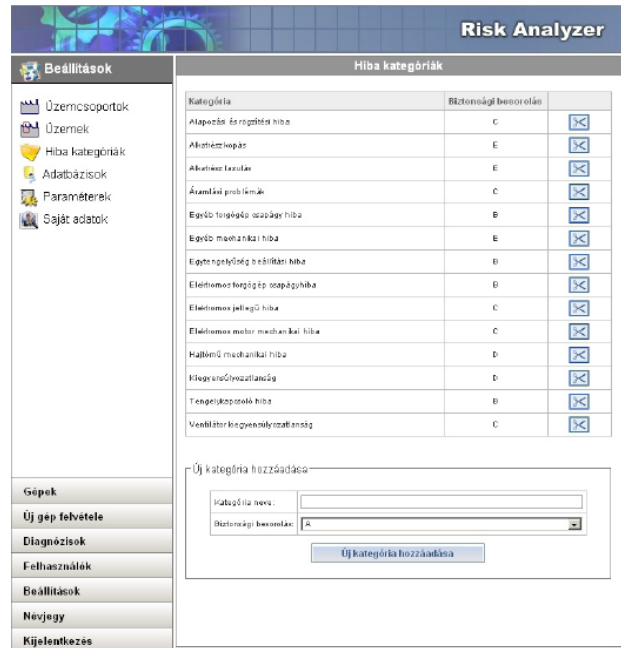 Risk Analyzer
Beállítások
Hiba kategóriák
Üzemcsoportok
Üzemek
Hiba kategóriák
Adatbázisok
Paraméterek
Saját adatok
Kategória Biztonsági besorolás
Alapozási és rögzítési hiba C
Alkatrész kopás E
Alkatrész lazulás E
Áramlási problémák C
Egyéb forgógép csapágy hiba B
Egyéb mechanikai hiba E
Egytengelyűség beállítási hiba B
Elektromos forgógép csapágyhiba B
Elektromos jellegű hiba C
Elektromos motor mechanikai hiba C
Hajtómű mechanikai hiba D
Kiegyensúlyozatlanság D
Tengelykapcsoló hiba B
Ventilátor kiegyensúlyozatlanság C
Új kategória hozzáadása
Kategória neve:
Biztonsági besorolás: A
Új kategória hozzáadása
Gépek
Új gép felvétele
Diagnózisok
Felhasználók
Beállítások
Névjegy
Kijelentkezés